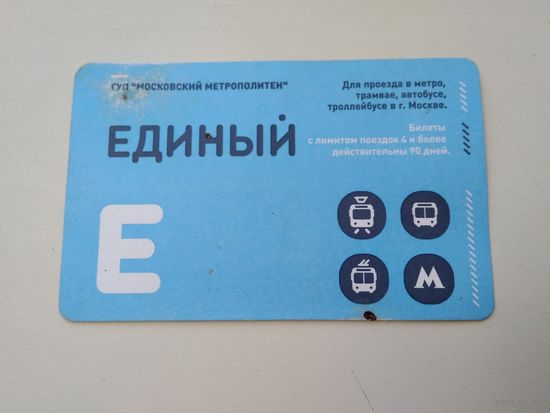 ГУП "МОСКОВСКИЙ МЕТРОПОЛИТЕН"
ЕДИНЫЙ
Для проезда в метро,
трамвае, автобусе,
троллейбусе в г. Москве.
Билеты
с лимитом поездок 4 и более
действительны 90 дней.
Е
М